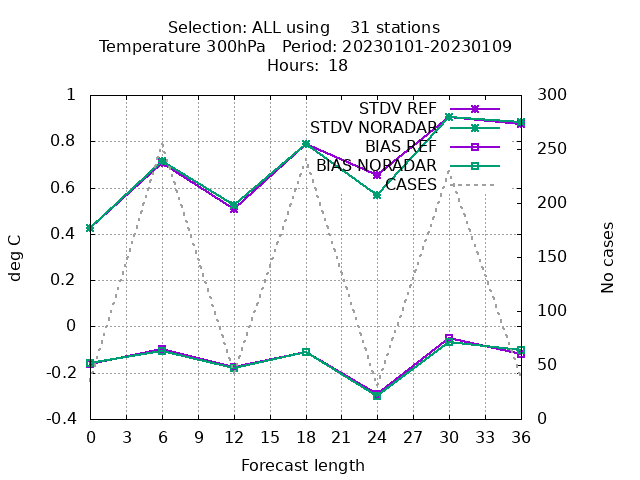 Selection: ALL using    31 stations
Temperature 300hPa   Period: 20230101-20230109
Hours:  18
1
0.8
0.6
0.4
0.2
0
-0.2
-0.4
deg C
STDV REF
STDV NORADAR
BIAS REF
BIAS NORADAR
CASES
300
250
200
150
100
50
0
No cases
0 3 6 9 12 15 18 21 24 27 30 33 36
Forecast length